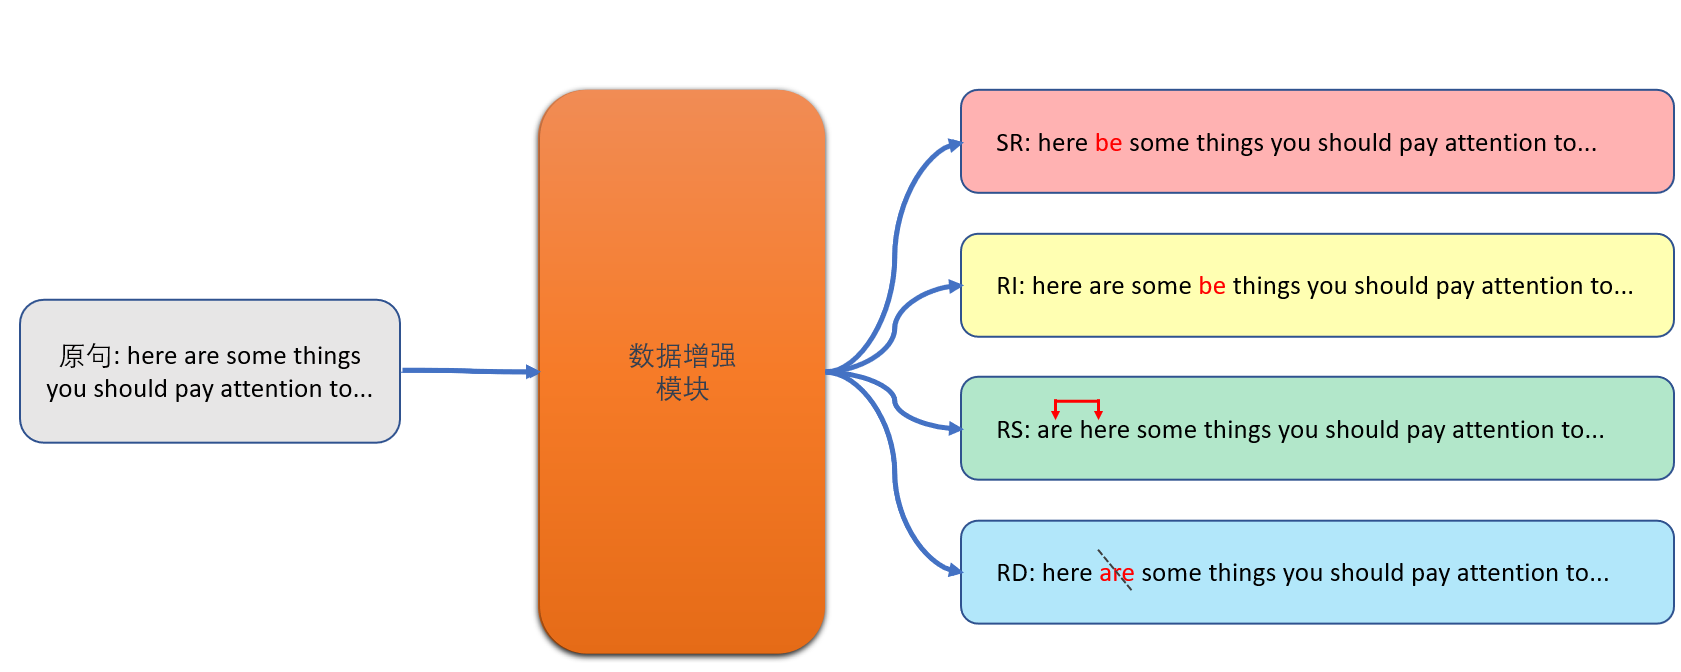 原句: here are some things
you should pay attention to...
数据增强
模块
SR: here be some things you should pay attention to...
RI: here are some be things you should pay attention to...
RS: are here some things you should pay attention to...
RD: here are some things you should pay attention to...